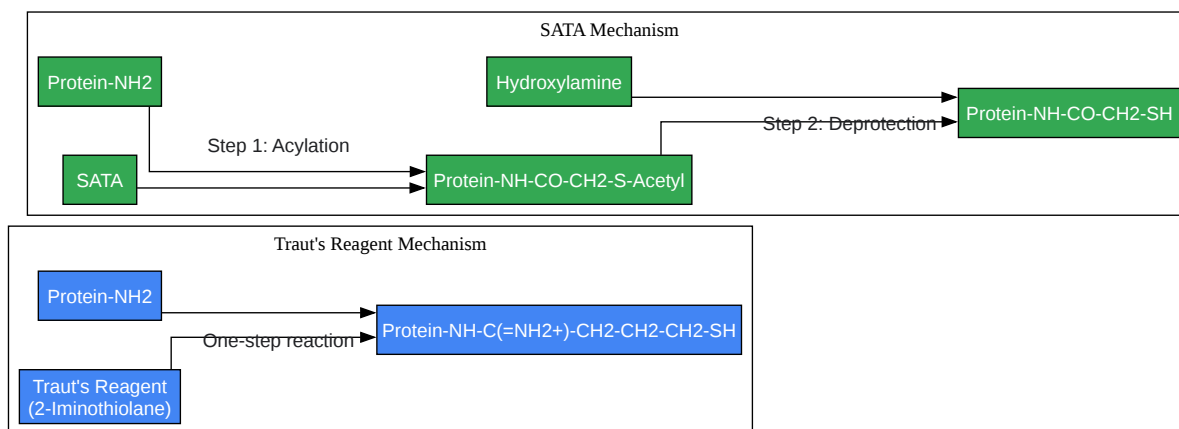 SATA Mechanism
Protein-NH2
Hydroxylamine
Protein-NH-CO-CH2-SH
Step 2: Deprotection
Step 1: Acylation
SATA
Protein-NH-CO-CH2-S-Acetyl
Traut's Reagent Mechanism
Protein-NH2
Protein-NH-C(=NH2+)-CH2-CH2-CH2-SH
One-step reaction
Traut's Reagent
(2-Iminothiolane)